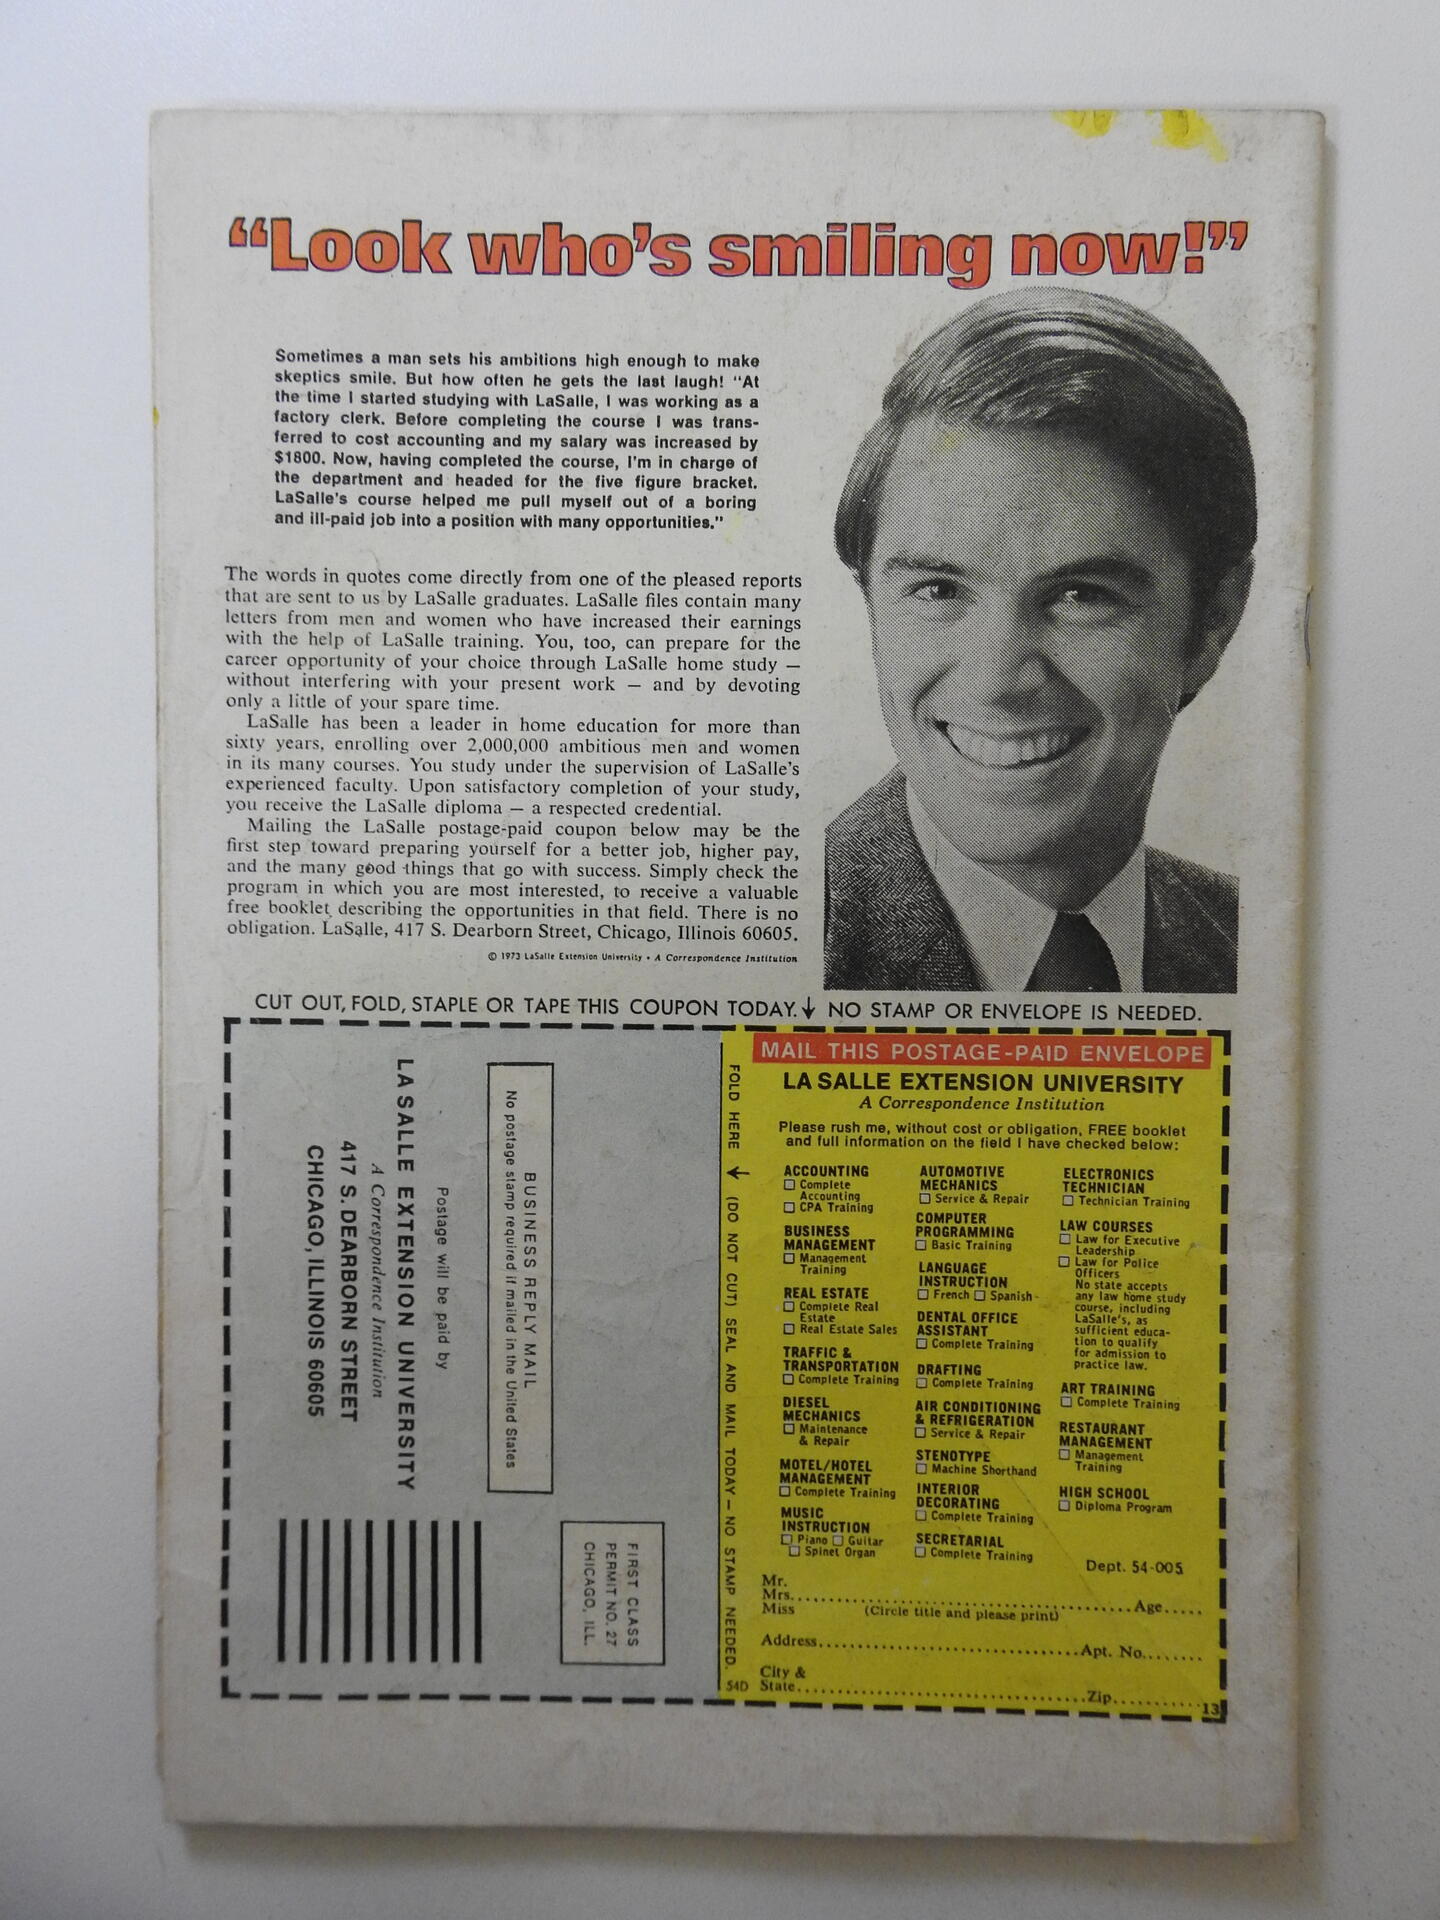 “Look who's smiling now!”
Sometimes a man sets his ambitions high enough to make
skeptics smile. But how often he gets the last laugh! “At
the time I started studying with LaSalle, I was working as a
factory clerk. Before completing the course I was trans-
ferred to cost accounting and my salary was increased by
$1800. Now, having completed the course, I'm in charge of
the department and headed for the five figure bracket.
LaSalle's course helped me pull myself out of a boring
and ill-paid job into a position with many opportunities.”
The words in quotes come directly from one of the pleased reports
that are sent to us by LaSalle graduates. LaSalle files contain many
letters from men and women who have increased their earnings
with the help of LaSalle training. You, too, can prepare for the
career opportunity of your choice through LaSalle home study —
without interfering with your present work — and by devoting
only a little of your spare time.
LaSalle has been a leader in home education for more than
sixty years, enrolling over 2,000,000 ambitious men and women
in its many courses. You study under the supervision of LaSalle's
experienced faculty. Upon satisfactory completion of your study,
you receive the LaSalle diploma — a respected credential.
Mailing the LaSalle postage-paid coupon below may be the
first step toward preparing yourself for a better job, higher pay,
and the many good things that go with success. Simply check the
program in which you are most interested, to receive a valuable
free booklet describing the opportunities in that field. There is no
obligation. LaSalle, 417 S. Dearborn Street, Chicago, Illinois 60605.
© 1973 LaSalle Extension University • A Correspondence Institution
CUT OUT, FOLD, STAPLE OR TAPE THIS COUPON TODAY. ↓ NO STAMP OR ENVELOPE IS NEEDED.
FIRST CLASS
PERMIT NO. 27
CHICAGO, ILL.
BUSINESS REPLY MAIL
No postage stamp required if mailed in the United States
Postage will be paid by
LA SALLE EXTENSION UNIVERSITY
A Correspondence Institution
417 S. DEARBORN STREET
CHICAGO, ILLINOIS 60605
FOLD HERE ↓ (DO NOT CUT) SEAL AND MAIL TODAY — NO STAMP NEEDED.
54D
MAIL THIS POSTAGE-PAID ENVELOPE
LA SALLE EXTENSION UNIVERSITY
A Correspondence Institution
Please rush me, without cost or obligation, FREE booklet
and full information on the field I have checked below:
ACCOUNTING
☐ Complete
Accounting
☐ CPA Training
BUSINESS
MANAGEMENT
☐ Management
Training
REAL ESTATE
☐ Complete Real
Estate
☐ Real Estate Sales
TRAFFIC &
TRANSPORTATION
☐ Complete Training
DIESEL
MECHANICS
☐ Maintenance
& Repair
MOTEL/HOTEL
MANAGEMENT
☐ Complete Training
MUSIC
INSTRUCTION
☐ Piano ☐ Guitar
☐ Spinet Organ
AUTOMOTIVE
MECHANICS
☐ Service & Repair
COMPUTER
PROGRAMMING
☐ Basic Training
LANGUAGE
INSTRUCTION
☐ French ☐ Spanish
DENTAL OFFICE
ASSISTANT
☐ Complete Training
DRAFTING
☐ Complete Training
AIR CONDITIONING
& REFRIGERATION
☐ Service & Repair
STENOTYPE
☐ Machine Shorthand
INTERIOR
DECORATING
☐ Complete Training
SECRETARIAL
☐ Complete Training
ELECTRONICS
TECHNICIAN
☐ Technician Training
LAW COURSES
☐ Law for Executive
Leadership
☐ Law for Police
Officers
No state accepts
any law home study
course, including
LaSalle's, as
sufficient educa-
tion to qualify
for admission to
practice law.
ART TRAINING
☐ Complete Training
RESTAURANT
MANAGEMENT
☐ Management
Training
HIGH SCHOOL
☐ Diploma Program
Dept. 54-005
Mr.
Mrs. Age
Miss (Circle title and please print)
Address Apt. No.
City &
State Zip
13